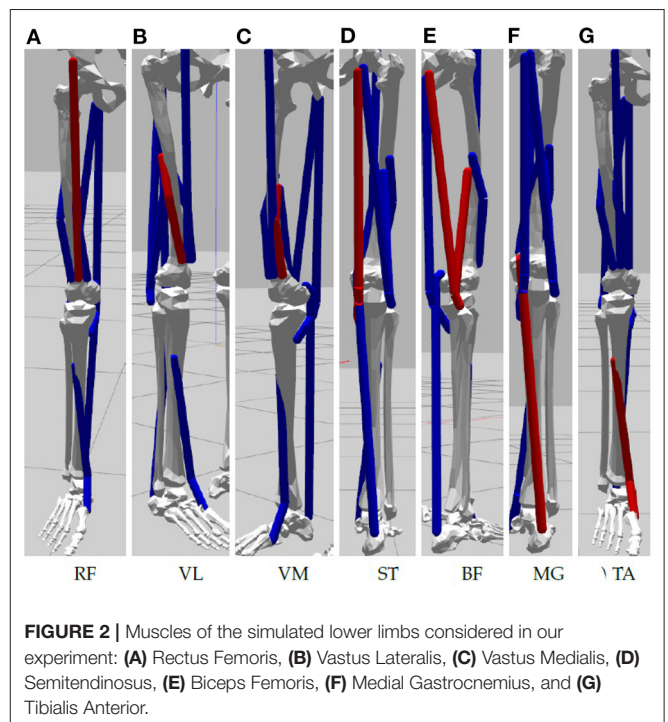 A B C D E F G
RF VL VM ST BF MG ) TA
FIGURE 2 | Muscles of the simulated lower limbs considered in our
experiment: (A) Rectus Femoris, (B) Vastus Lateralis, (C) Vastus Medialis, (D)
Semitendinosus, (E) Biceps Femoris, (F) Medial Gastrocnemius, and (G)
Tibialis Anterior.